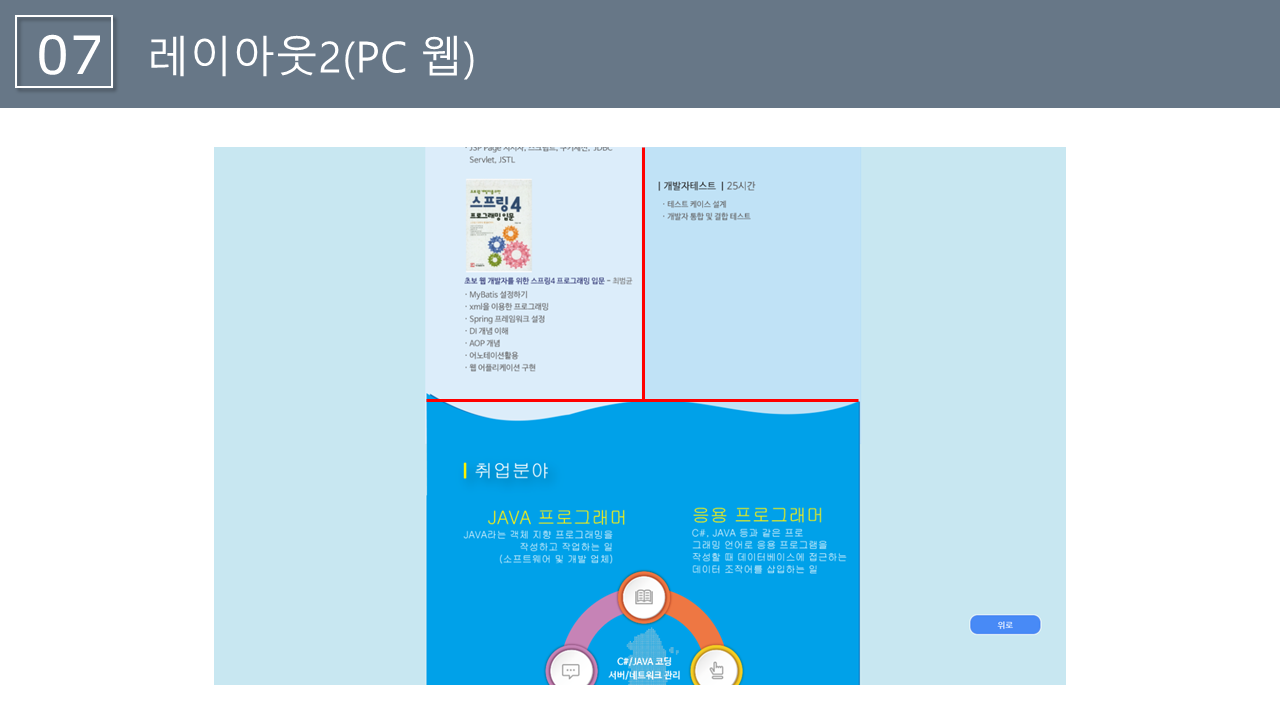 07 레이아웃2(PC 웹)
· JSP Page 지시자, 스크립트, 주기제선, JDBC
Servlet, JSTL
스프링4
프로그래밍 입문
초보 웹 개발자를 위한 스프링4 프로그래밍 입문 - 최범균
· MyBatis 설정하기
· xml을 이용한 프로그래밍
· Spring 프레임워크 설정
· DI 개념 이해
· AOP 개념
· 어노테이션활용
· 웹 어플리케이션 구현
| 개발자테스트 | 25시간
· 테스트 케이스 설계
· 개발자 통합 및 결합 테스트
취업분야
JAVA 프로그래머
JAVA라는 객체 지향 프로그래밍을
작성하고 작업하는 일
(소프트웨어 및 개발 업체)
응용 프로그래머
C#, JAVA 등과 같은 프로
그래밍 언어로 응용 프로그램을
작성할 때 데이터베이스에 접근하는
데이터 조작어를 삽입하는 일
C#/JAVA 코딩
서버/네트워크 관리
위로